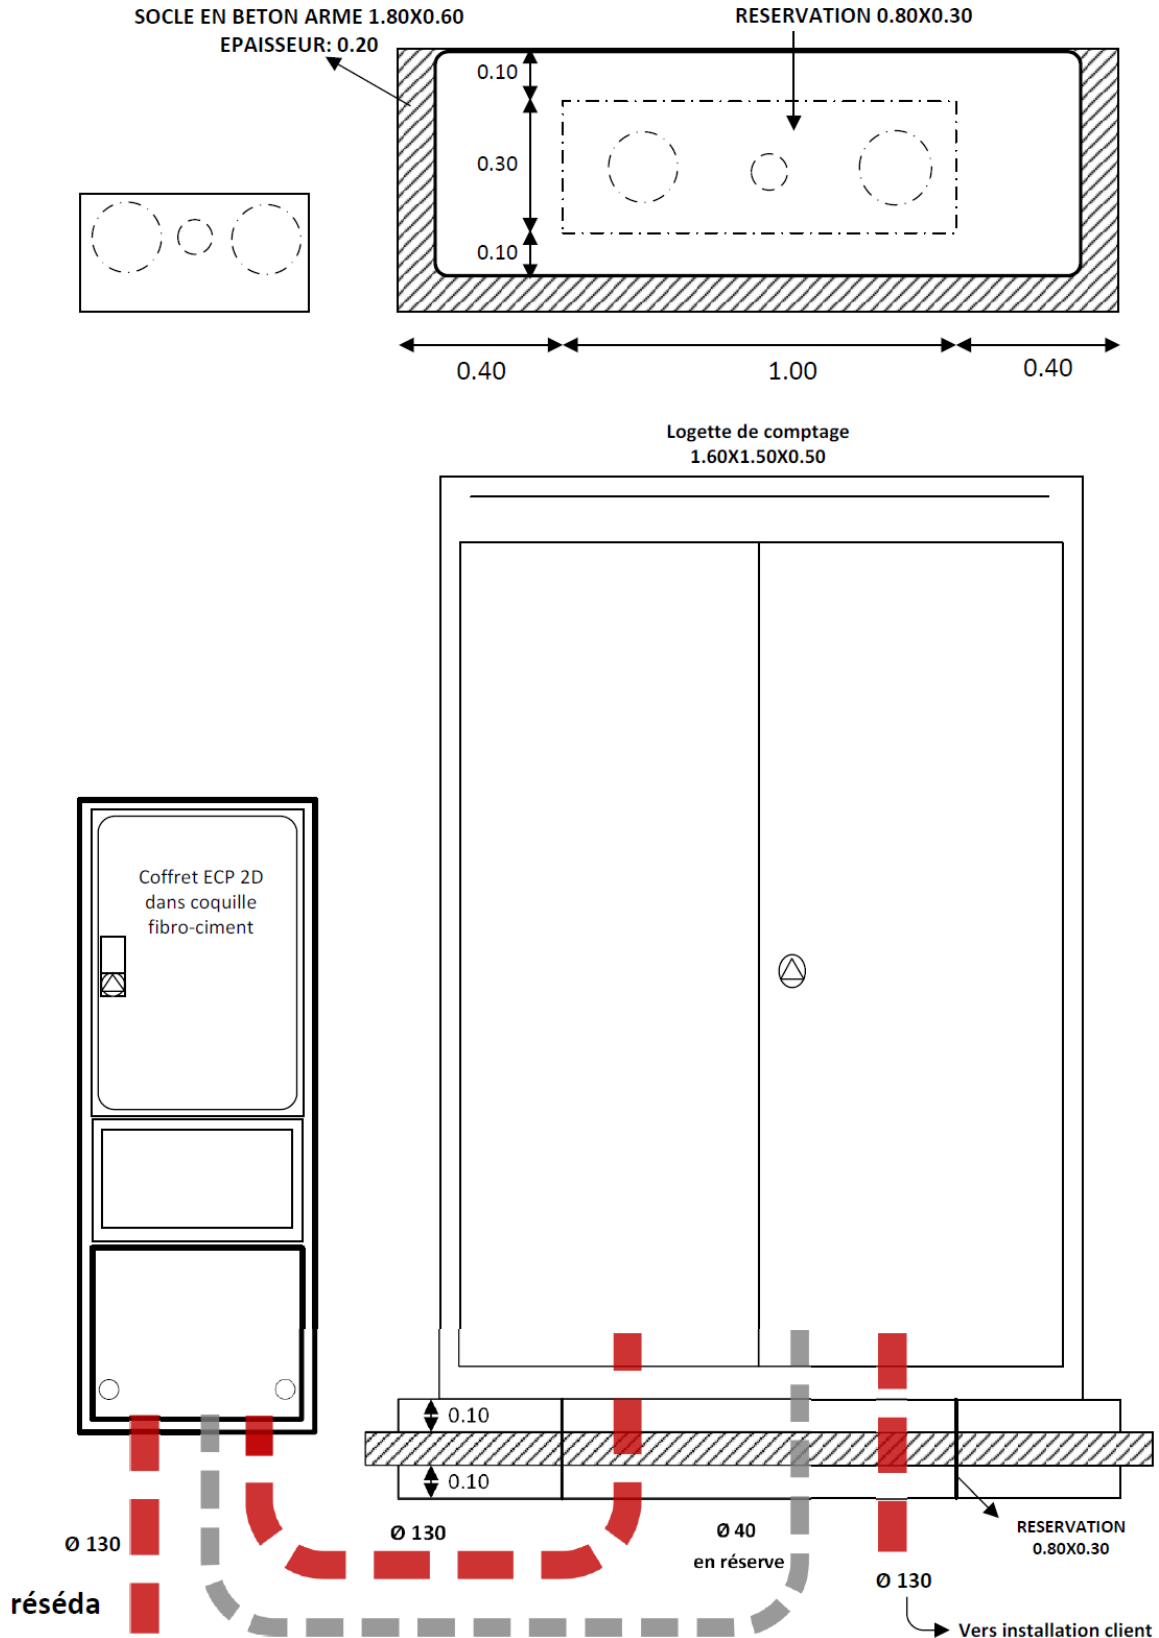 SOCLE EN BETON ARME 1.80X0.60
EPAISSEUR: 0.20
RESERVATION 0.80X0.30
0.10
0.30
0.10
0.40
1.00
0.40
Logette de comptage
1.60X1.50X0.50
Coffret ECP 2D
dans coquille
fibro-ciment
0.10
0.10
Ø 130
réséda
Ø 130
Ø 40
en réserve
Ø 130
RESERVATION
0.80X0.30
Vers installation client